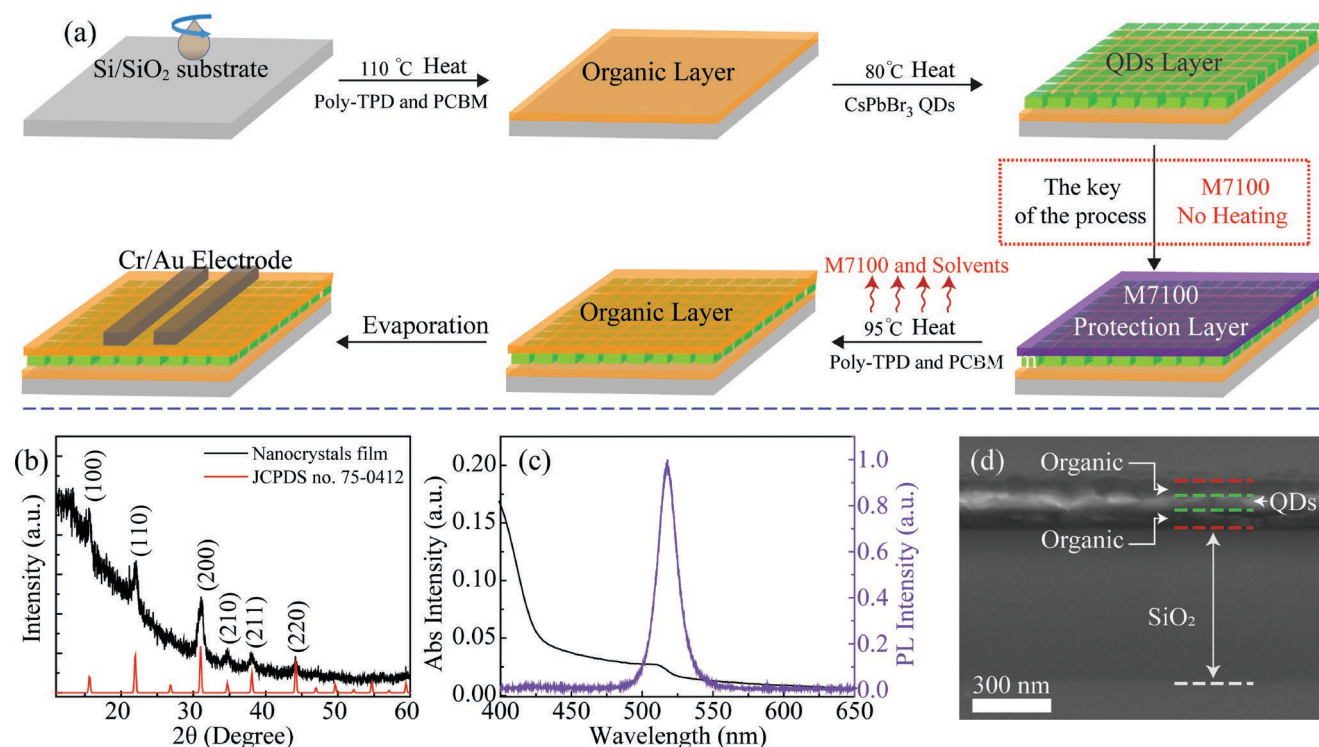 (a)
Si/SiO₂ substrate
110 °C Heat
Poly-TPD and PCBM
Organic Layer
80°C Heat
CsPbBr₃ QDs
QDs Layer
The key
of the process
M7100
No Heating
M7100
Protection Layer
M7100 and Solvents
95°C Heat
Poly-TPD and PCBM
m
Organic Layer
Evaporation
Cr/Au Electrode
(b)
Nanocrystals film
JCPDS no. 75-0412
(100)
(110)
(200)
(210)
(211)
(220)
Intensity (a.u.)
20 30 40 50 60
2θ (Degree)
(c)
0.20
0.15
0.10
0.05
0.00
Abs Intensity (a.u.)
400 450 500 550 600 650
Wavelength (nm)
1.0
0.8
0.6
0.4
0.2
0.0
PL Intensity (a.u.)
(d)
Organic
QDs
Organic
SiO₂
300 nm